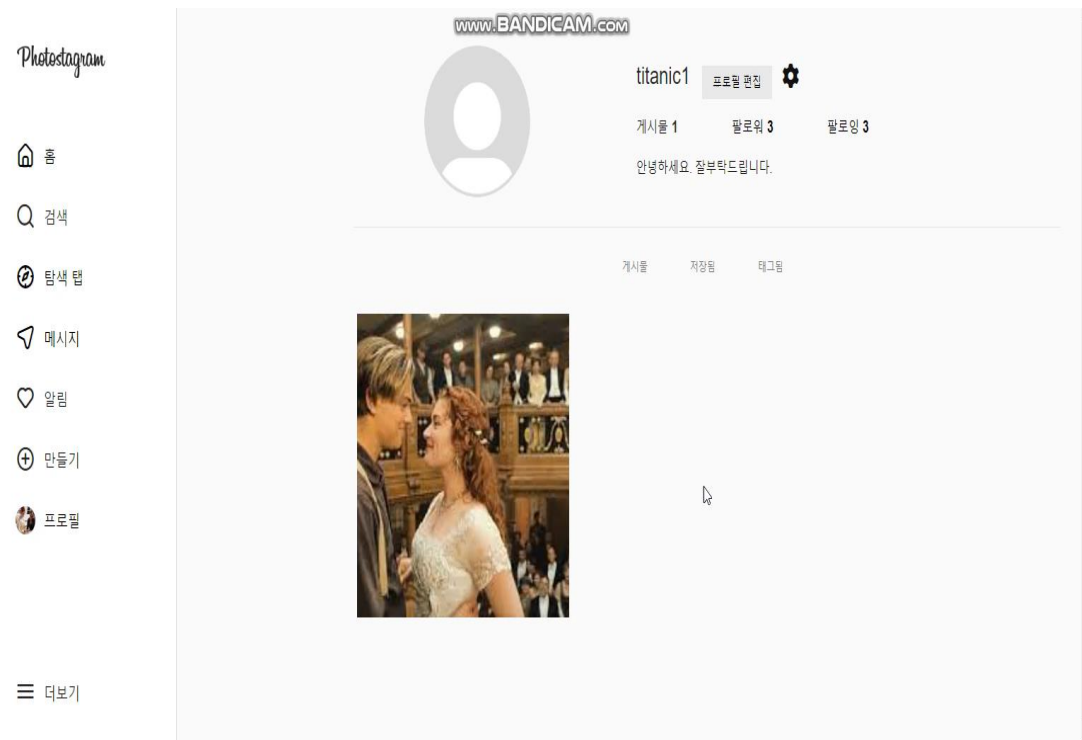 www.BANDICAM.com
Photostagram
홈
검색
탐색 탭
메시지
알림
만들기
프로필
더보기
titanic1 프로필 편집
게시물 1 팔로워 3 팔로잉 3
안녕하세요. 잘부탁드립니다.
게시물 저장됨 태그됨